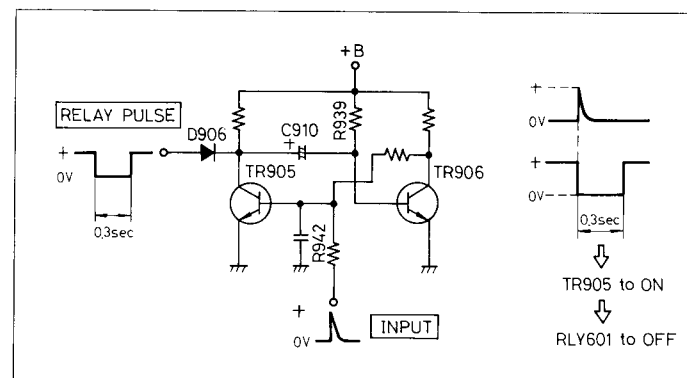 +B
RELAY PULSE
D906
C910
+
R939
+
0V
0,3sec
TR905
TR906
R942
+
0V
INPUT
+
0V
+
0V
0,3sec
TR905 to ON
RLY601 to OFF